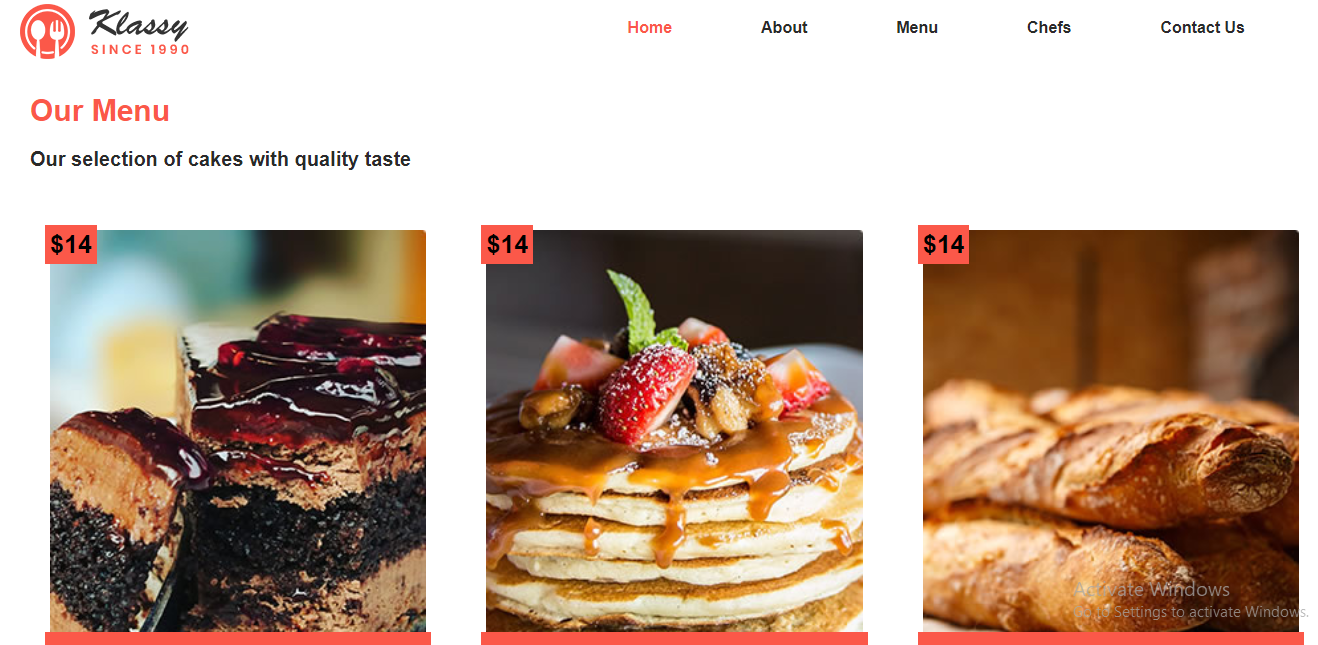 Klassy
SINCE 1990
Home About Menu Chefs Contact Us
Our Menu
Our selection of cakes with quality taste
$14 $14 $14
Activate Windows
Go to Settings to activate Windows.